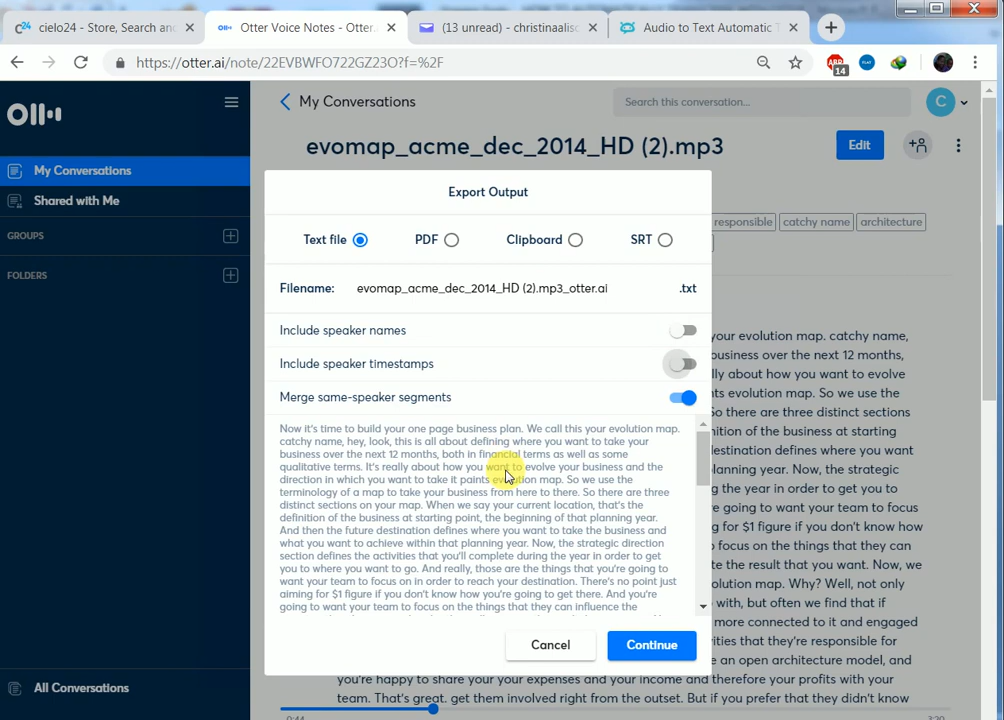 cielo24 - Store, Search and
Otter Voice Notes - Otter.
(13 unread) - christinaalisc
Audio to Text Automatic T
https://otter.ai/note/22EVBWFO722GZ23O?f=%2F
ABP
14
PLAY
My Conversations
Search this conversation...
C
evomap_acme_dec_2014_HD (2).mp3
Edit
My Conversations
Shared with Me
GROUPS
FOLDERS
All Conversations
responsible
catchy name
architecture
Export Output
Text file
PDF
Clipboard
SRT
Filename:
evomap_acme_dec_2014_HD (2).mp3_otter.ai
.txt
Include speaker names
Include speaker timestamps
Merge same-speaker segments
Now it's time to build your one page business plan. We call this your evolution map.
catchy name, hey, look, this is all about defining where you want to take your
business over the next 12 months, both in financial terms as well as some
qualitative terms. It's really about how you want to evolve your business and the
direction in which you want to take it paints evolution map. So we use the
terminology of a map to take your business from here to there. So there are three
distinct sections on your map. When we say your current location, that's the
definition of the business at starting point, the beginning of that planning year.
And then the future destination defines where you want to take the business and
what you want to achieve within that planning year. Now, the strategic direction
section defines the activities that you'll complete during the year in order to get
you to where you want to go. And really, those are the things that you're going to
want your team to focus on in order to reach your destination. There's no point just
aiming for $1 figure if you don't know how you're going to get there. And you're
going to want your team to focus on the things that they can influence the
Cancel
Continue
your evolution map. catchy name,
business over the next 12 months,
eally about how you want to evolve
nts evolution map. So we use the
So there are three distinct sections
nition of the business at starting
definition defines where you want
planning year. Now, the strategic
g the year in order to get you to
want your team to focus on in
g for $1 figure if you don't know how
o focus on the things that they can
te the result that you want. Now, we
olution map. Why? Well, not only
with, but often we find that if
more connected to it and engaged
vities that they're responsible for
e an open architecture model, and
you're happy to share your your expenses and your income and therefore your profits with your
team. That's great. get them involved right from the outset. But if you prefer that they didn't know
0:44
3:20